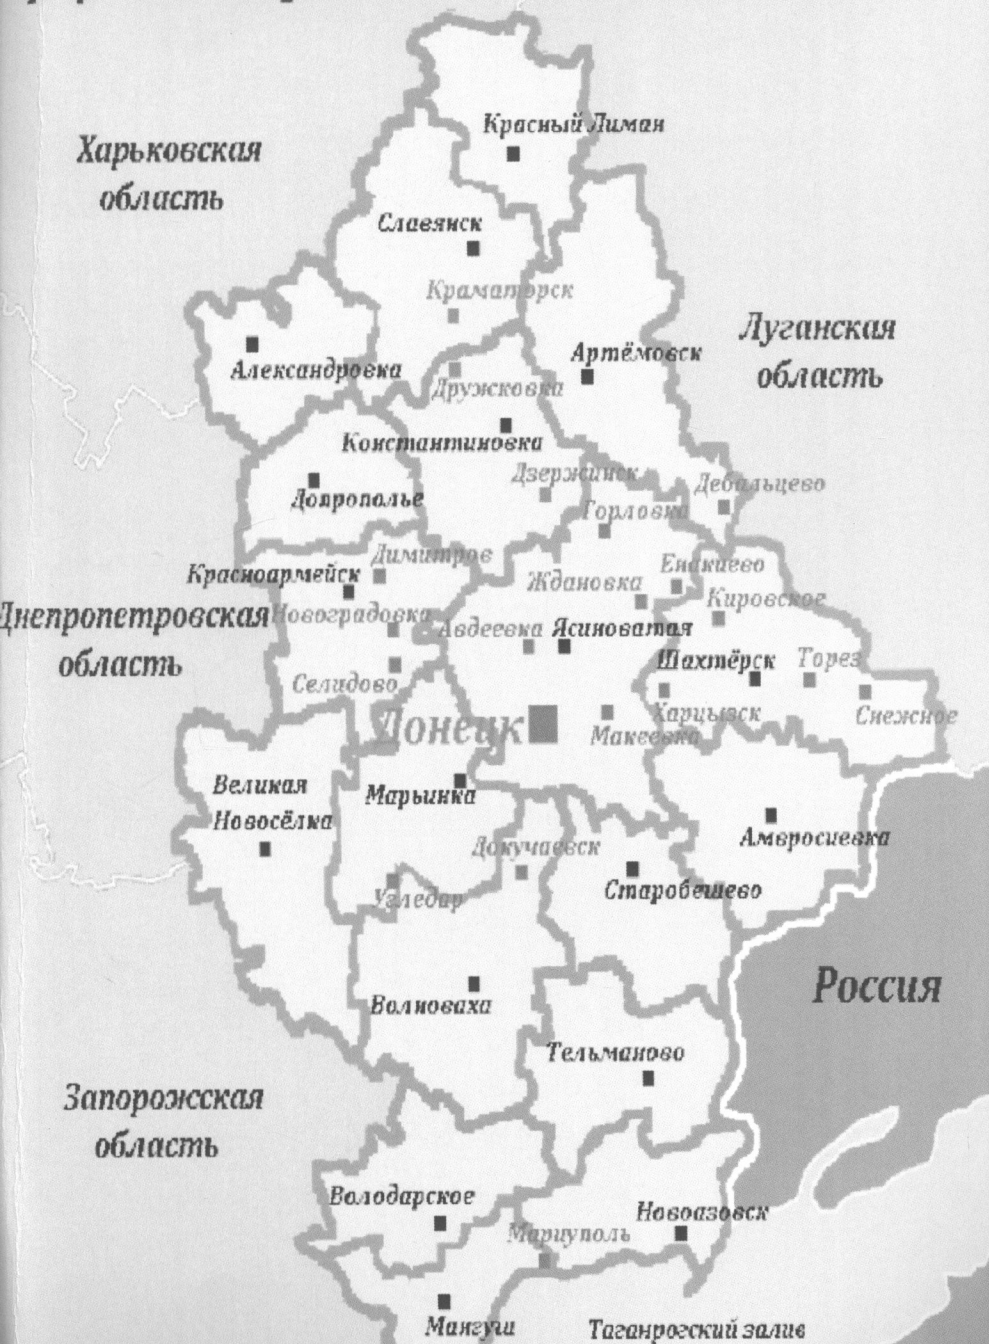 Красный Лиман
Харьковская
область
Славянск
Краматорск
Луганская
область
Артёмовск
Александровка
Дружковка
Константиновка
Дзержинск
Дебальцево
Доброполье
Горловка
Димитров
Енакиево
Красноармейск
Ждановка
Кировское
Днепропетровская
область
Новоградовка
Авдеевка
Ясиноватая
Шахтёрск
Торез
Селидово
Харцызск
Снежное
Донецк
Макеевка
Великая
Новосёлка
Марьинка
Амвросиевка
Докучаевск
Угледар
Старобешево
Россия
Волноваха
Тельманово
Запорожская
область
Володарское
Новоазовск
Мариуполь
Мангуш
Таганрогский залив